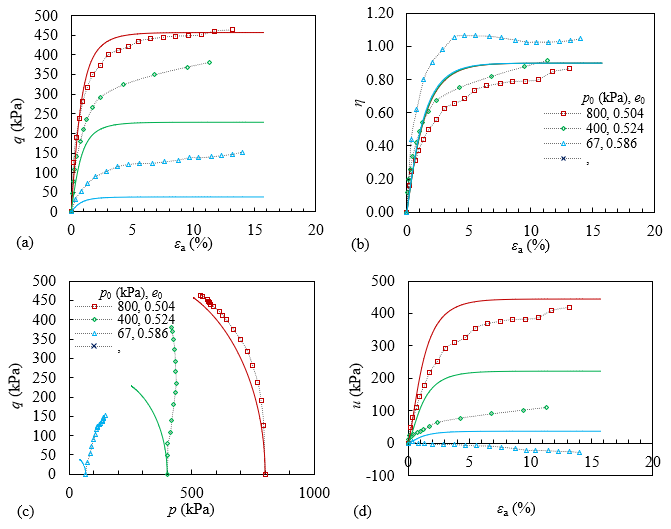 500
450
400
350
300
250
200
150
100
50
0
q (kPa)
0 5 10 15 20
(a)
εa (%)
1.20
1.00
0.80
0.60
0.40
0.20
0.00
η
p0 (kPa), e0
800, 0.504
400, 0.524
67, 0.586
,
0 5 10 15 20
(b)
εa (%)
500
450
400
350
300
250
200
150
100
50
0
q (kPa)
p0 (kPa), e0
800, 0.504
400, 0.524
67, 0.586
,
0 500 1000
(c)
p (kPa)
500
400
300
200
100
0
-100
u (kPa)
0 5 10 15 20
(d)
εa (%)